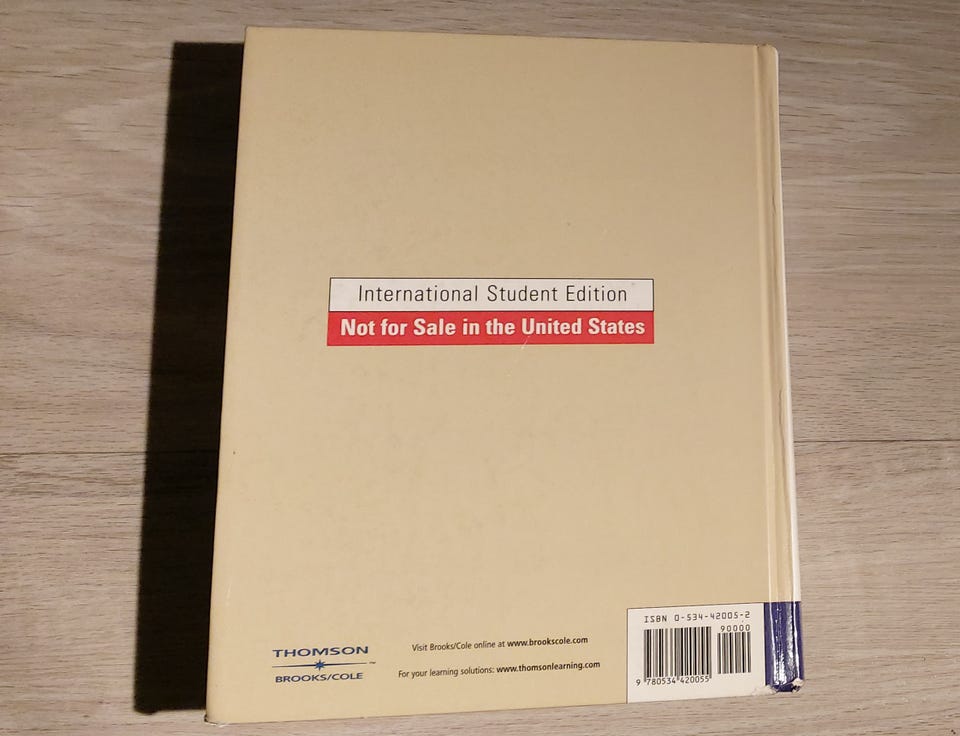 International Student Edition
Not for Sale in the United States
THOMSON
™
BROOKS/COLE
Visit Brooks/Cole online at www.brookscole.com
For your learning solutions: www.thomsonlearning.com
ISBN 0-534-42005-2
90000
9 780534 420055